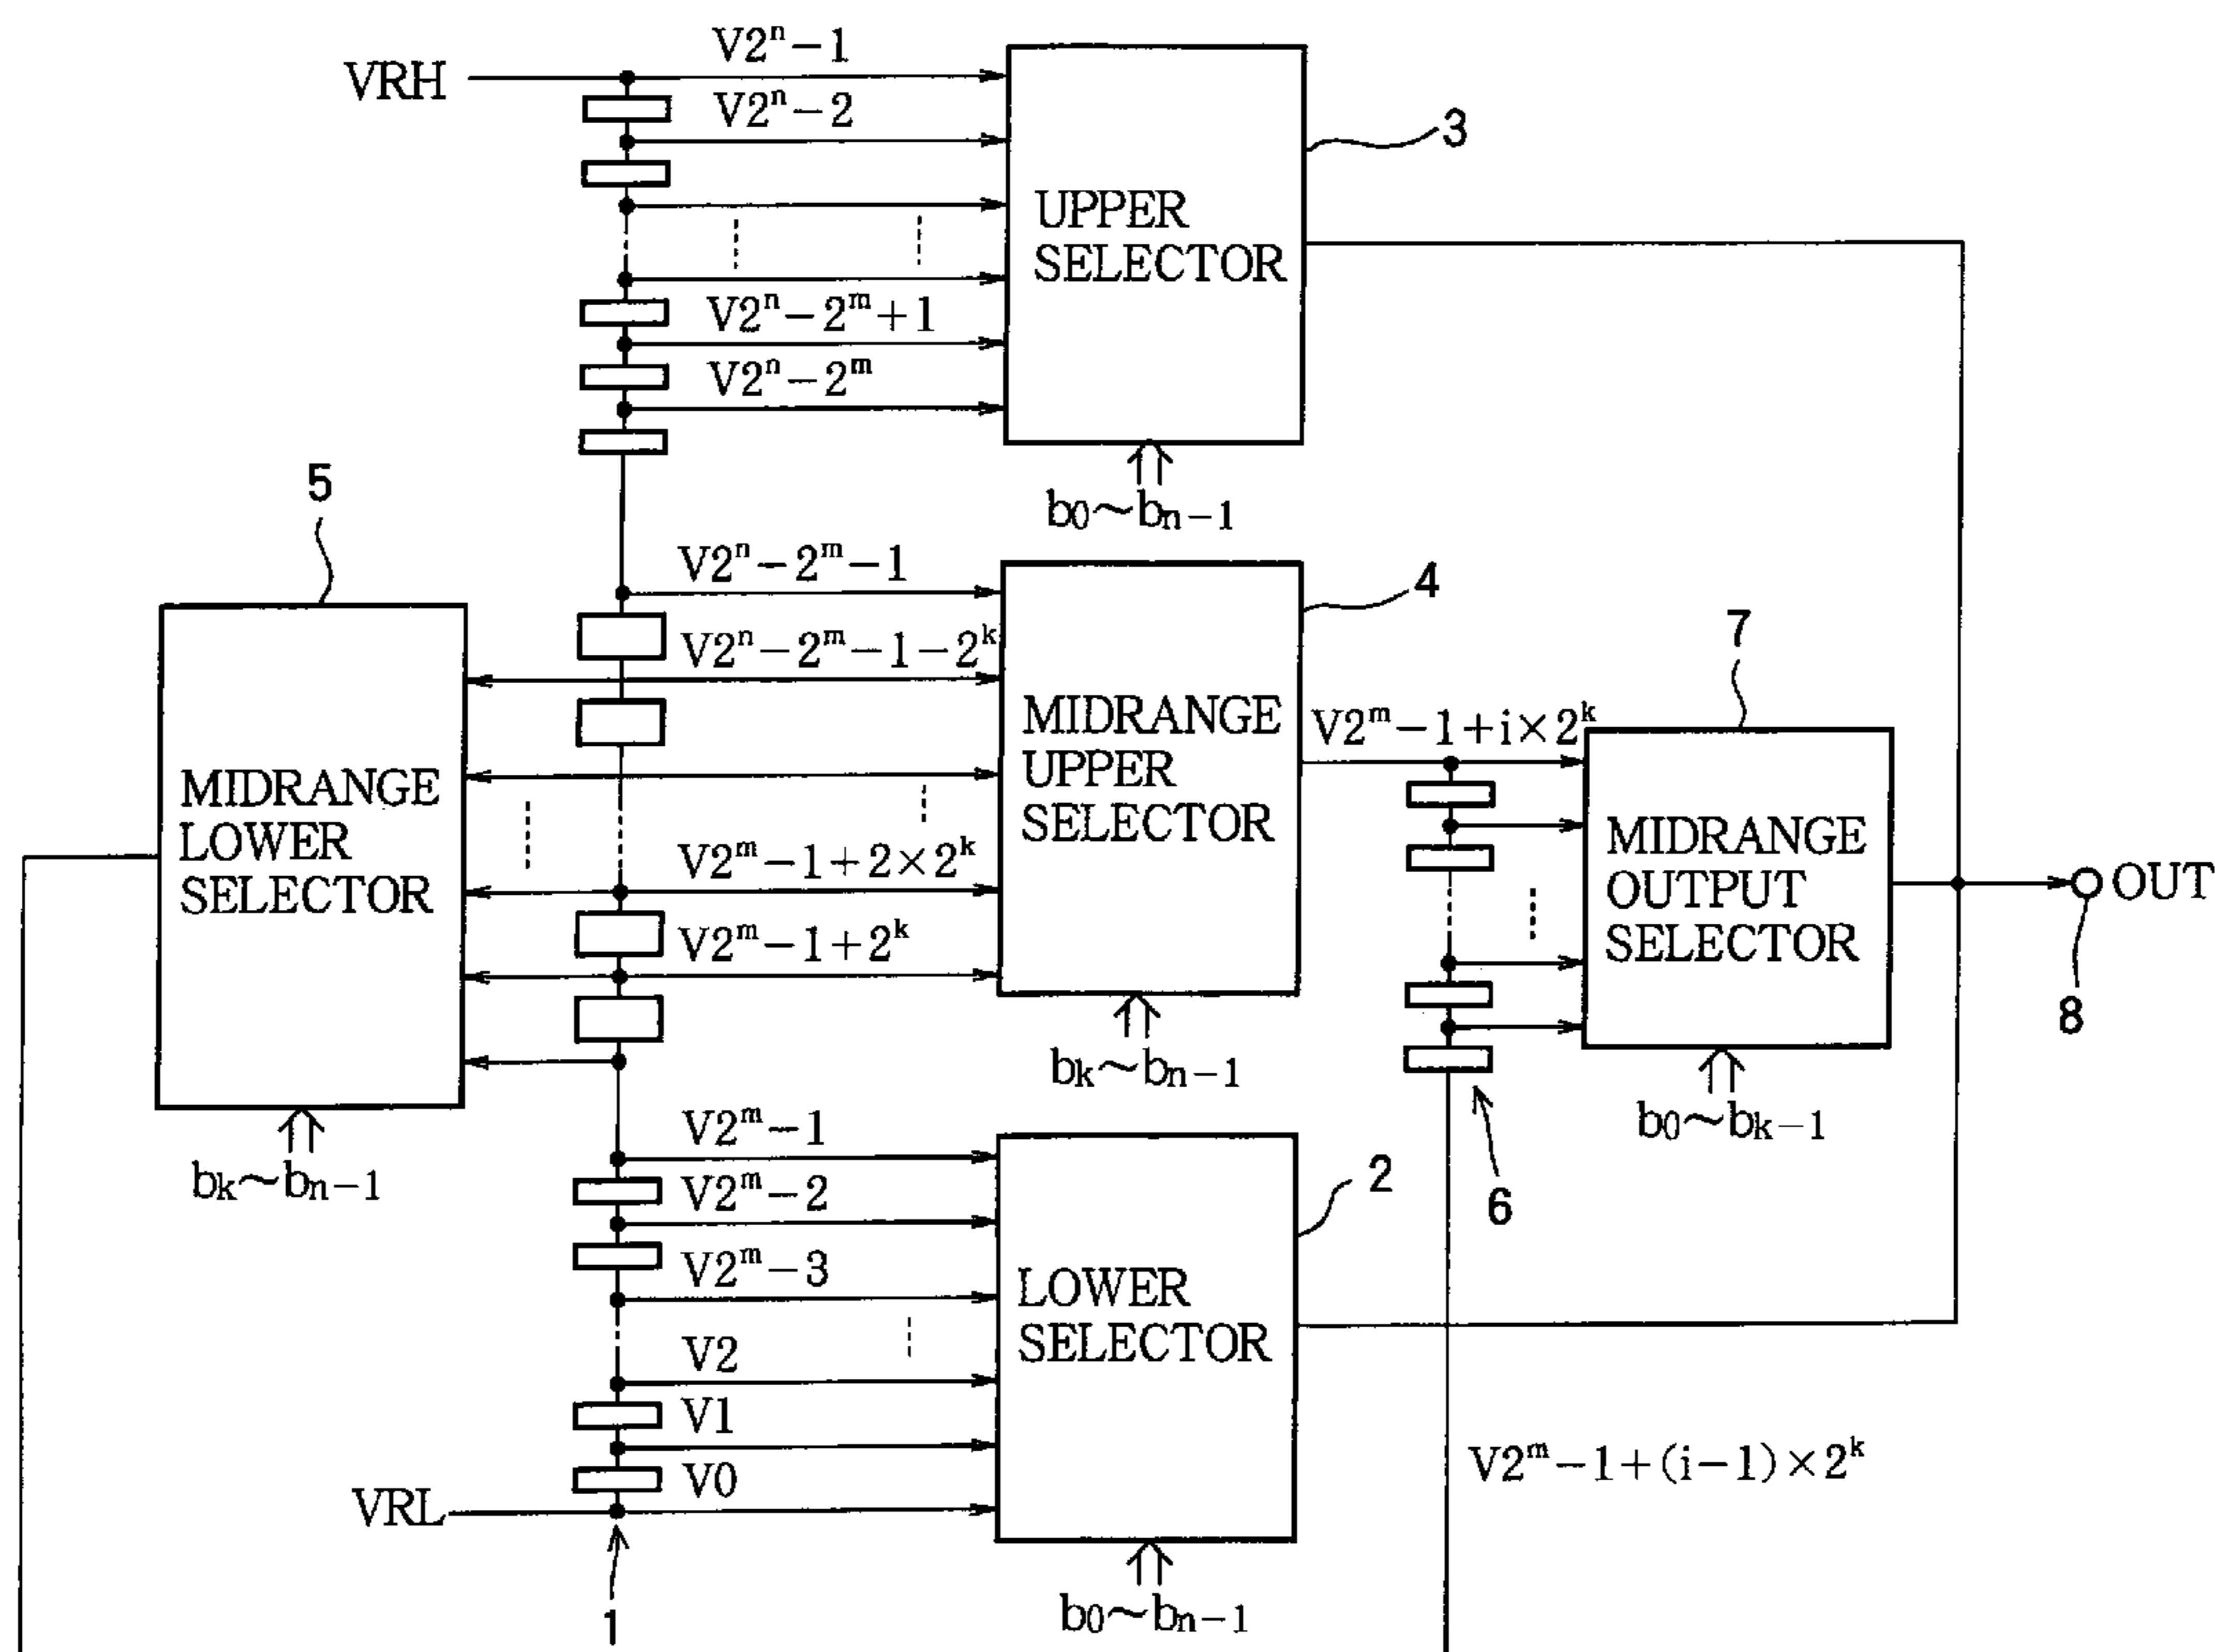 VRH
V2ⁿ−1
V2ⁿ−2
V2ⁿ−2ᵐ+1
V2ⁿ−2ᵐ
UPPER
SELECTOR
3
b₀~bₙ₋₁
5
V2ⁿ−2ᵐ−1
V2ⁿ−2ᵐ−1−2ᵏ
V2ᵐ−1+2×2ᵏ
V2ᵐ−1+2ᵏ
MIDRANGE
LOWER
SELECTOR
bₖ~bₙ₋₁
MIDRANGE
UPPER
SELECTOR
4
bₖ~bₙ₋₁
V2ᵐ−1+i×2ᵏ
7
MIDRANGE
OUTPUT
SELECTOR
b₀~bₖ₋₁
OUT
8
6
V2ᵐ−1
V2ᵐ−2
V2ᵐ−3
V2
V1
V0
VRL
1
LOWER
SELECTOR
2
b₀~bₙ₋₁
V2ᵐ−1+(i−1)×2ᵏ